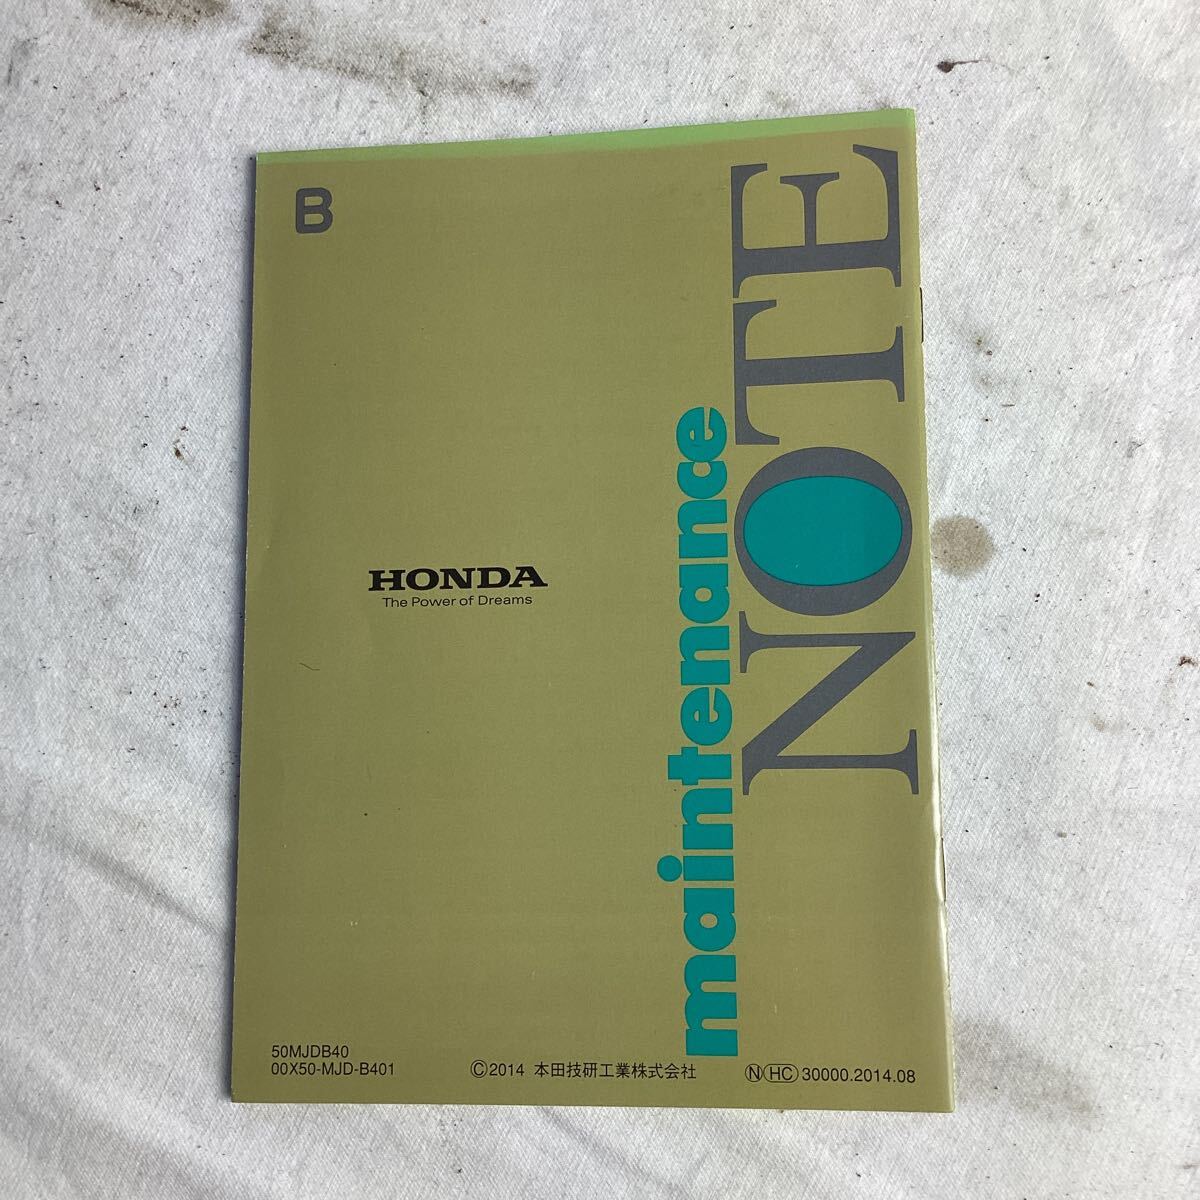 B
maintenance
NOTE
HONDA
The Power of Dreams
50MJDB40
00X50-MJD-B401
©2014 本田技研工業株式会社
Ⓝ HC 30000.2014.08